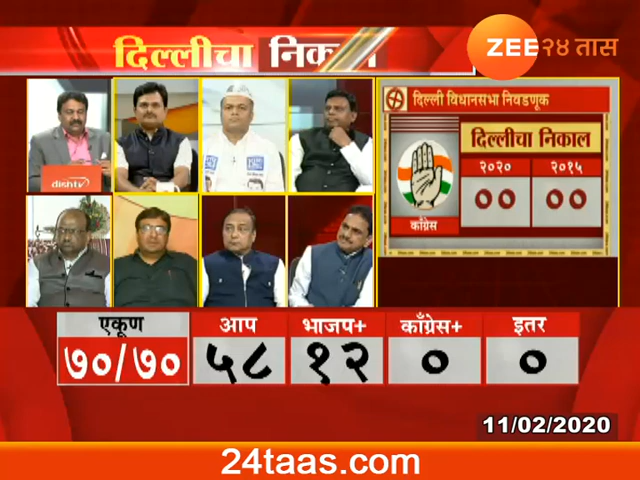 दिल्लीचा निकाल
ZEE २४ तास
दिल्ली विधानसभा निवडणूक
दिल्लीचा निकाल
२०२० २०१५
०० ००
काँग्रेस
dishtv
एकूण आप भाजप+ काँग्रेस+ इतर
७०/७० ५८ १२ ० ०
11/02/2020
24taas.com